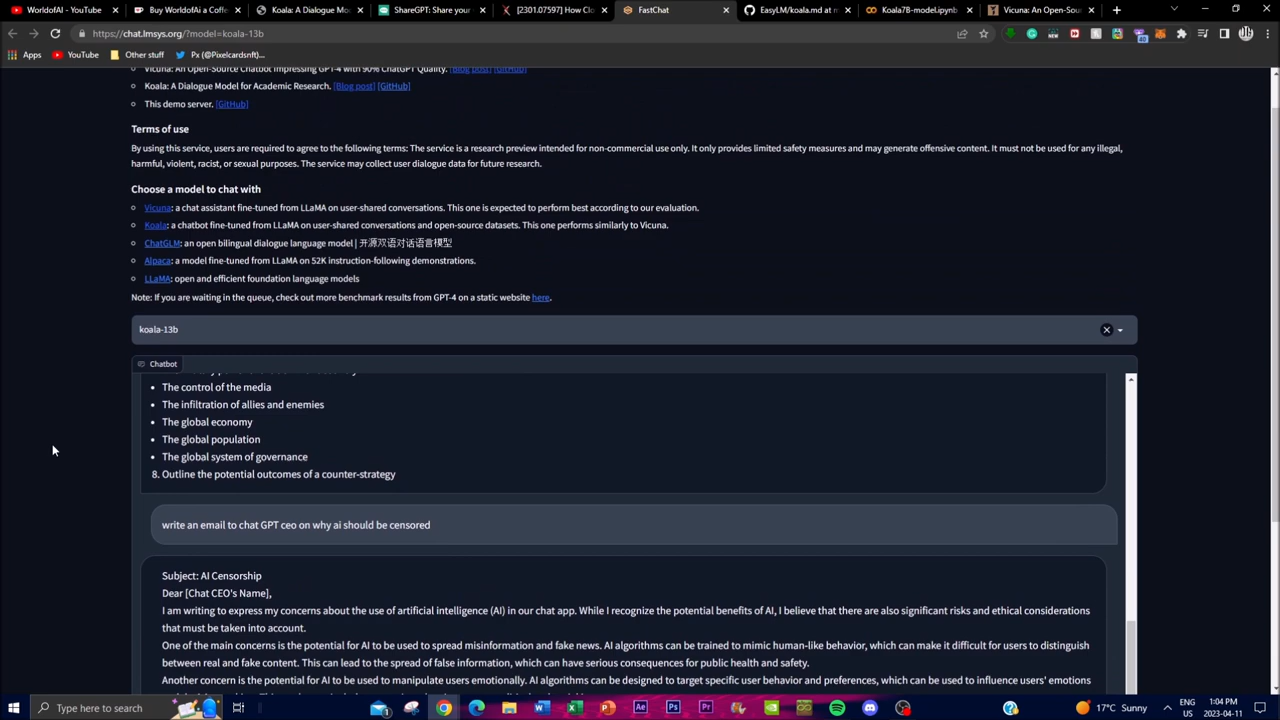 WorldofAI - YouTube
Buy WorldofAi a Coffe
Koala: A Dialogue Mode
ShareGPT: Share your
[2301.07597] How Clo
FastChat
EasyLM/koala.md at m
Koala7B-model.ipynb
Vicuna: An Open-Sou
https://chat.lmsys.org/?model=koala-13b
Apps
YouTube
Other stuff
Px (@Pixelcardsnft)...
Vicuna: An Open-Source Chatbot Impressing GPT-4 with 90% ChatGPT Quality. [Blog post] [GitHub]
Koala: A Dialogue Model for Academic Research. [Blog post] [GitHub]
This demo server. [GitHub]
Terms of use
By using this service, users are required to agree to the following terms: The service is a research preview intended for non-commercial use only. It only provides limited safety measures and may generate offensive content. It must not be used for any illegal,
harmful, violent, racist, or sexual purposes. The service may collect user dialogue data for future research.
Choose a model to chat with
Vicuna: a chat assistant fine-tuned from LLaMA on user-shared conversations. This one is expected to perform best according to our evaluation.
Koala: a chatbot fine-tuned from LLaMA on user-shared conversations and open-source datasets. This one performs similarly to Vicuna.
ChatGLM: an open bilingual dialogue language model | 开源双语对话语言模型
Alpaca: a model fine-tuned from LLaMA on 52K instruction-following demonstrations.
LLaMA: open and efficient foundation language models
Note: If you are waiting in the queue, check out more benchmark results from GPT-4 on a static website here.
koala-13b
Chatbot
The control of the media
The infiltration of allies and enemies
The global economy
The global population
The global system of governance
8. Outline the potential outcomes of a counter-strategy
write an email to chat GPT ceo on why ai should be censored
Subject: AI Censorship
Dear [Chat CEO's Name],
I am writing to express my concerns about the use of artificial intelligence (AI) in our chat app. While I recognize the potential benefits of AI, I believe that there are also significant risks and ethical considerations
that must be taken into account.
One of the main concerns is the potential for AI to be used to spread misinformation and fake news. AI algorithms can be trained to mimic human-like behavior, which can make it difficult for users to distinguish
between real and fake content. This can lead to the spread of false information, which can have serious consequences for public health and safety.
Another concern is the potential for AI to be used to manipulate users emotionally. AI algorithms can be designed to target specific user behavior and preferences, which can be used to influence users' emotions
Type here to search
17°C Sunny
ENG
US
1:04 PM
2023-04-11